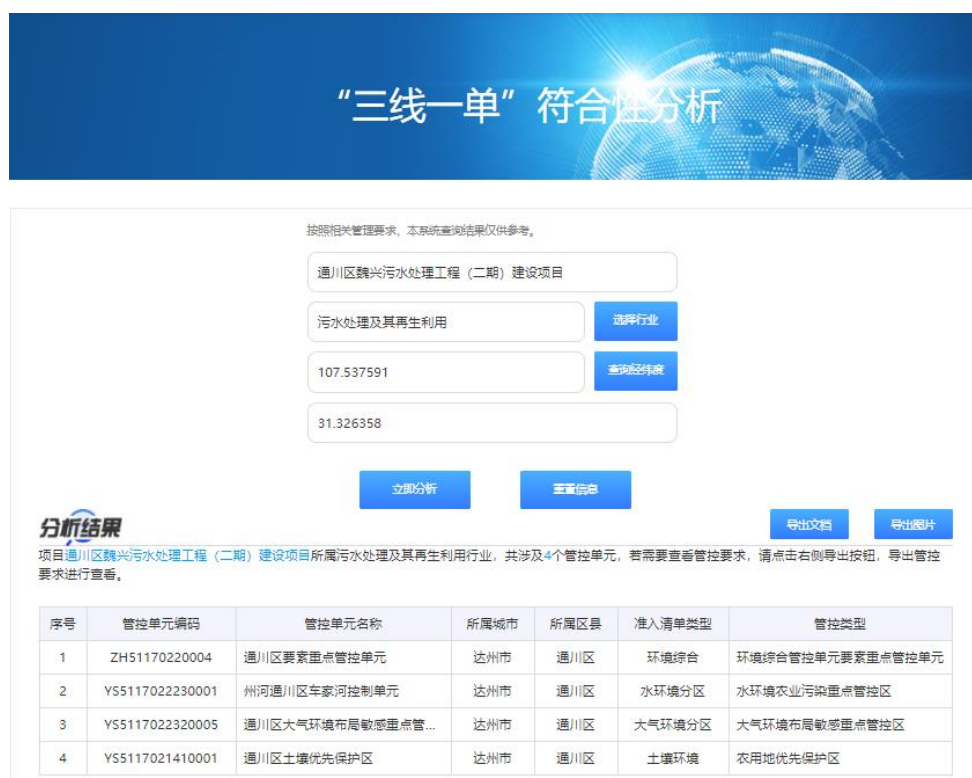 “三线一单”符合性分析
按照相关管理要求，本系统查询结果仅供参考。
通川区魏兴污水处理工程（二期）建设项目
污水处理及其再生利用 选择行业
107.537591 查询经纬度
31.326358
立即分析 重置信息
分析结果 导出文档 导出图片
项目通川区魏兴污水处理工程（二期）建设项目所属污水处理及其再生利用行业，共涉及4个管控单元，若需要查看管控要求，请点击右侧导出按钮，导出管控
要求进行查看。
序号 管控单元编码 管控单元名称 所属城市 所属区县 准入清单类型 管控类型
1 ZH51170220004 通川区要素重点管控单元 达州市 通川区 环境综合 环境综合管控单元要素重点管控单元
2 YS5117022230001 州河通川区车家河控制单元 达州市 通川区 水环境分区 水环境农业污染重点管控区
3 YS5117022320005 通川区大气环境布局敏感重点管... 达州市 通川区 大气环境分区 大气环境布局敏感重点管控区
4 YS5117021410001 通川区土壤优先保护区 达州市 通川区 土壤环境 农用地优先保护区